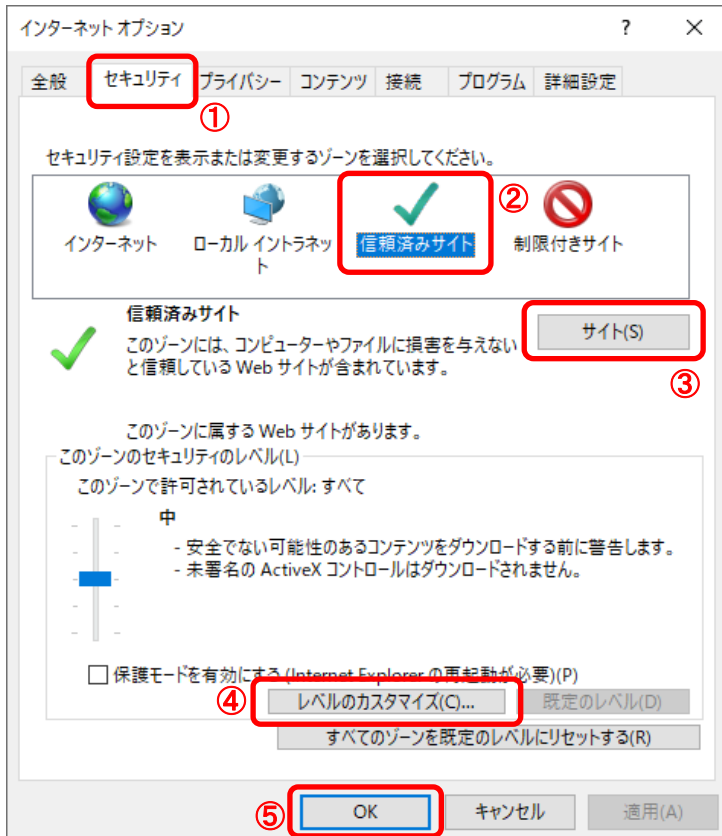 インターネット オプション ? ×
全般 セキュリティ プライバシー コンテンツ 接続 プログラム 詳細設定
①
セキュリティ設定を表示または変更するゾーンを選択してください。
②
インターネット ローカル イントラネッ 信頼済みサイト 制限付きサイト
ト
信頼済みサイト
サイト(S)
このゾーンには、コンピューターやファイルに損害を与えない
と信頼している Web サイトが含まれています。
③
このゾーンに属する Web サイトがあります。
このゾーンのセキュリティのレベル(L)
このゾーンで許可されているレベル: すべて
中
- 安全でない可能性のあるコンテンツをダウンロードする前に警告します。
- 未署名の ActiveX コントロールはダウンロードされません。
保護モードを有効にする (Internet Explorer の再起動が必要)(P)
④ レベルのカスタマイズ(C)... 既定のレベル(D)
すべてのゾーンを既定のレベルにリセットする(R)
⑤ OK キャンセル 適用(A)